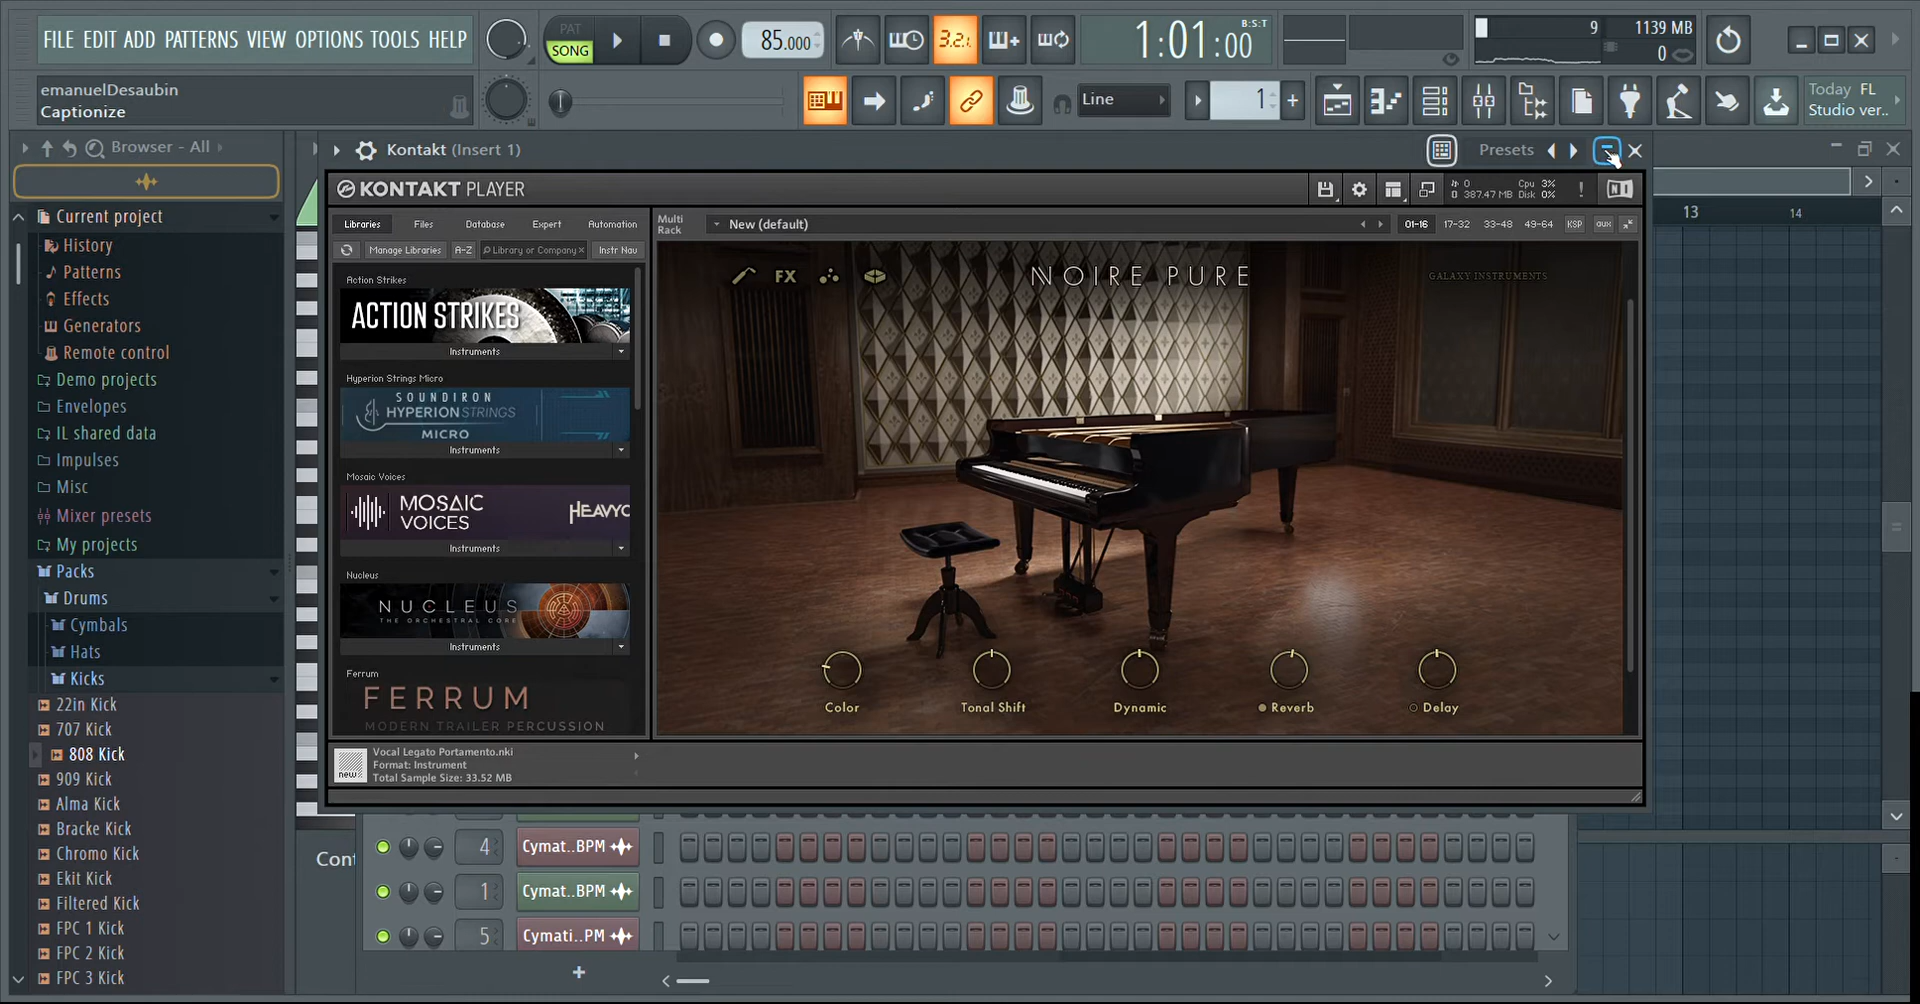 FILE EDIT ADD PATTERNS VIEW OPTIONS TOOLS HELP
PAT
SONG
85.000
3.2.
1:01:00
B:S:T
9
1139 MB
0
emanuelDesaubin
Captionize
Line
1
Today FL
Studio ver..
Browser - All
Kontakt (Insert 1)
Presets
Current project
History
Patterns
Effects
Generators
Remote control
Demo projects
Envelopes
IL shared data
Impulses
Misc
Mixer presets
My projects
Packs
Drums
Cymbals
Hats
Kicks
22in Kick
707 Kick
808 Kick
909 Kick
Alma Kick
Bracke Kick
Chromo Kick
Ekit Kick
Filtered Kick
FPC 1 Kick
FPC 2 Kick
FPC 3 Kick
KONTAKT PLAYER
0
387.47 MB
Cpu 3%
Disk 0%
!
NI
Libraries
Files
Database
Expert
Automation
Manage Libraries
A-Z
Library or Company
Instr Nav
Multi
Rack
New (default)
01-16
17-32
33-48
49-64
KSP
aux
Action Strikes
ACTION STRIKES
Instruments
Hyperion Strings Micro
SOUNDIRON
HYPERION STRINGS
MICRO
Instruments
Mosaic Voices
MOSAIC
VOICES
HEAVYO
Instruments
Nucleus
NUCLEUS
THE ORCHESTRAL CORE
Instruments
Ferrum
FERRUM
MODERN TRAILER PERCUSSION
FX
NOIRE PURE
GALAXY INSTRUMENTS
Color
Tonal Shift
Dynamic
Reverb
Delay
new
Vocal Legato Portamento.nki
Format: Instrument
Total Sample Size: 33.52 MB
13
14
Cont
4
Cymat..BPM
1
Cymat..BPM
5
Cymati..PM
+